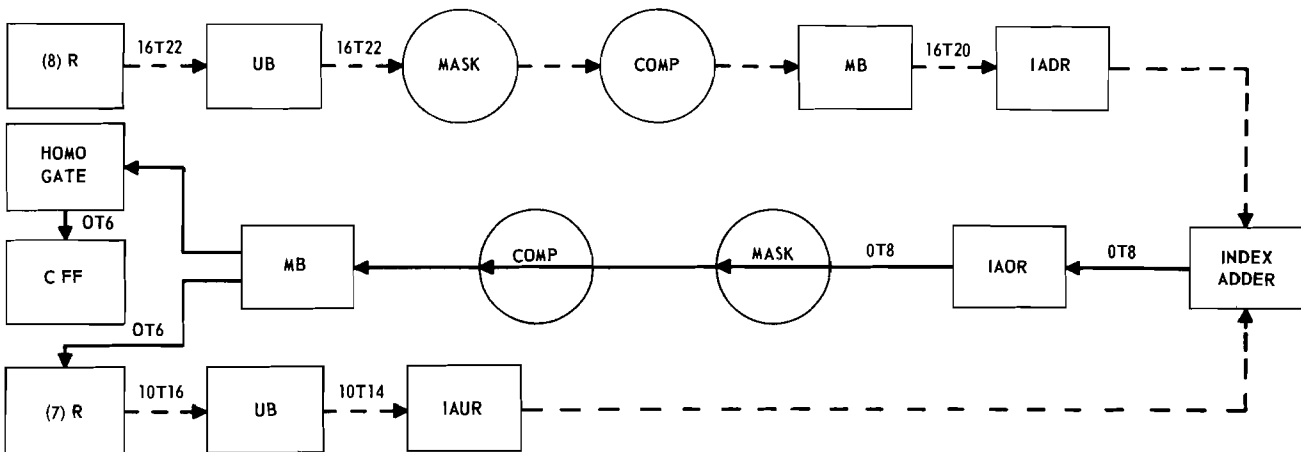 (8) R
16T22
UB
16T22
MASK
COMP
MB
16T20
IADR
HOMO
GATE
0T6
C FF
MB
COMP
MASK
0T8
IAOR
0T8
INDEX
ADDER
0T6
(7) R
10T16
UB
10T14
IAUR